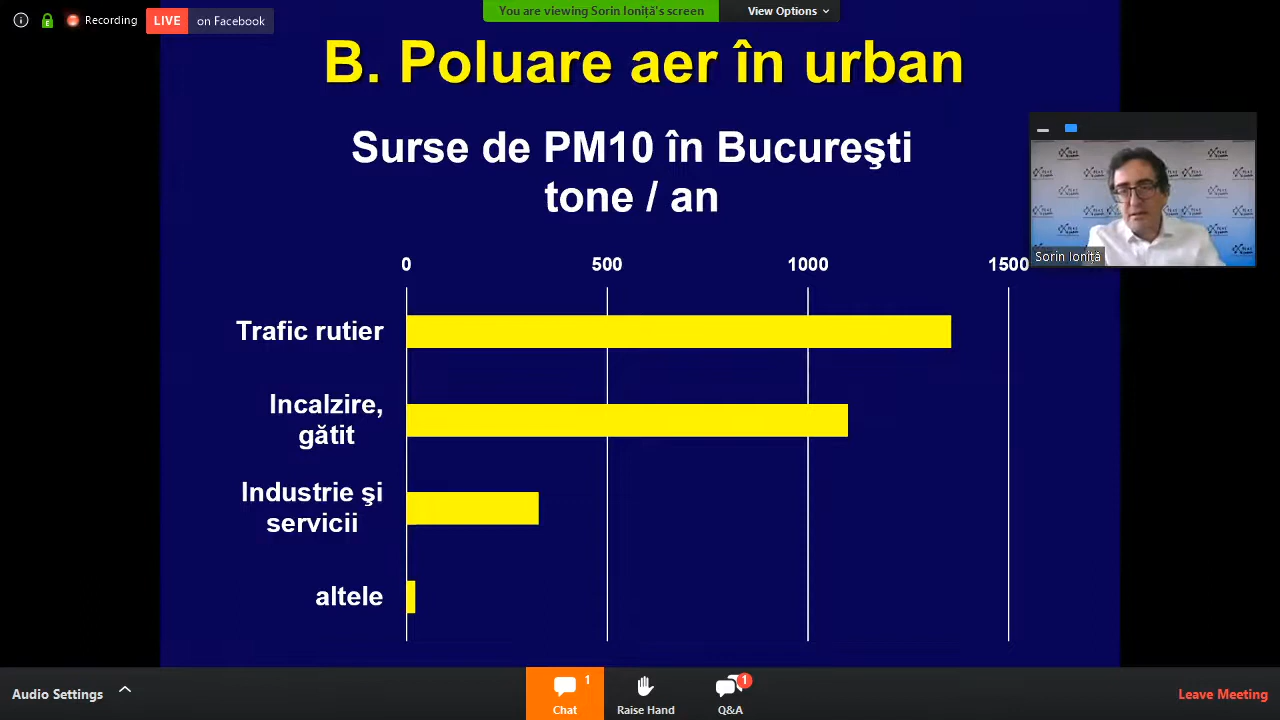 Recording
LIVE on Facebook
You are viewing Sorin Ioniță's screen
View Options
B. Poluare aer în urban
Surse de PM10 în Bucureşti
tone / an
0 500 1000 1500
Trafic rutier
Incalzire,
gătit
Industrie şi
servicii
altele
Sorin Ioniță
Audio Settings
Chat 1
Raise Hand
Q&A 1
Leave Meeting